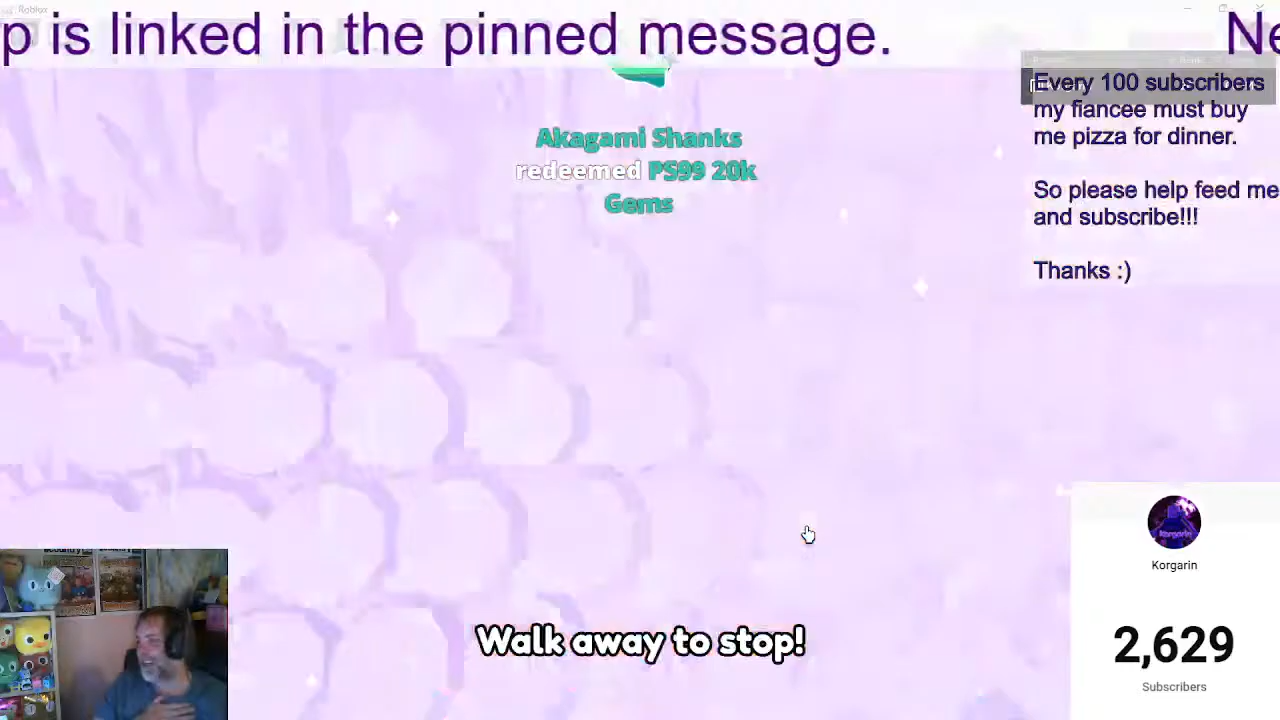 Roblox
p is linked in the pinned message.
Ne
Every 100 subscribers
my fiancee must buy
me pizza for dinner.
So please help feed me
and subscribe!!!
Thanks :)
Akagami Shanks
redeemed PS99 20k
Gems
Walk away to stop!
Korgarin
2,629
Subscribers